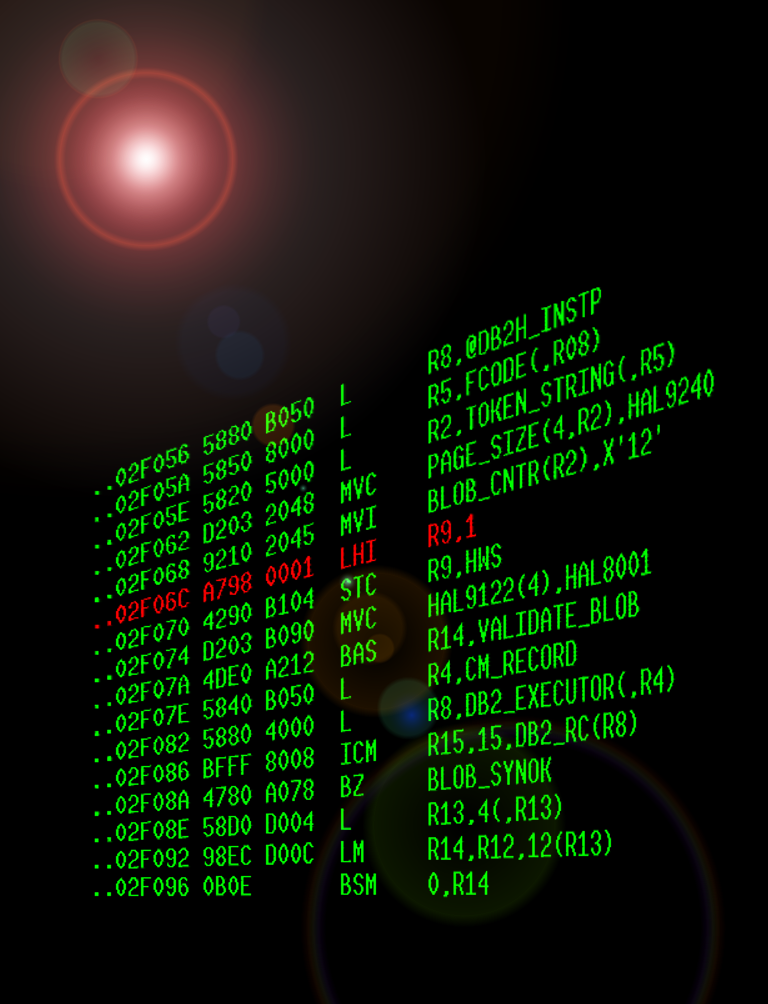 ..02F056 5880 B050 L R8,@DB2H_INSTP
..02F05A 5850 8000 L R5,FCODE(,R08)
..02F05E 5820 5000 L R2,TOKEN_STRING(,R5)
..02F062 D203 2048 MVC PAGE_SIZE(4,R2),HAL9240
..02F068 9210 2045 MVI BLOB_CNTR(R2),X'12'
..02F06C A798 0001 LHI R9,1
..02F070 4290 B104 STC R9,HWS
..02F074 D203 B090 MVC HAL9122(4),HAL8001
..02F07A 4DE0 A212 BAS R14,VALIDATE_BLOB
..02F07E 5840 B050 L R4,CM_RECORD
..02F082 5880 4000 L R8,DB2_EXECUTOR(,R4)
..02F086 BFFF 8008 ICM R15,15,DB2_RC(R8)
..02F08A 4780 A078 BZ BLOB_SYNOK
..02F08E 58D0 D004 L R13,4(,R13)
..02F092 98EC D00C LM R14,R12,12(R13)
..02F096 0B0E BSM 0,R14